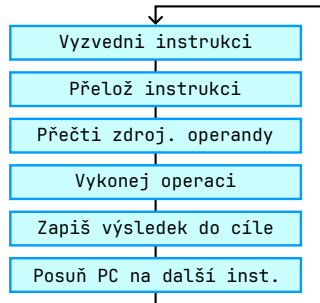 Vyzvedni instrukci
Přelož instrukci
Přečti zdroj. operandy
Vykonej operaci
Zapiš výsledek do cíle
Posuň PC na další inst.